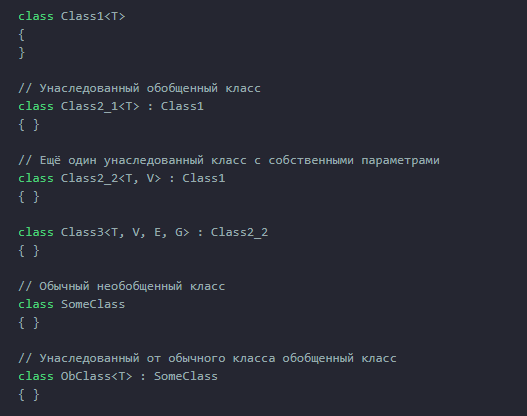 class Class1<T>
{
}
// Унаследованный обобщенный класс
class Class2_1<T> : Class1
{ }
// Ещё один унаследованный класс с собственными параметрами
class Class2_2<T, V> : Class1
{ }
class Class3<T, V, E, G> : Class2_2
{ }
// Обычный необобщенный класс
class SomeClass
{ }
// Унаследованный от обычного класса обобщенный класс
class ObClass<T> : SomeClass
{ }